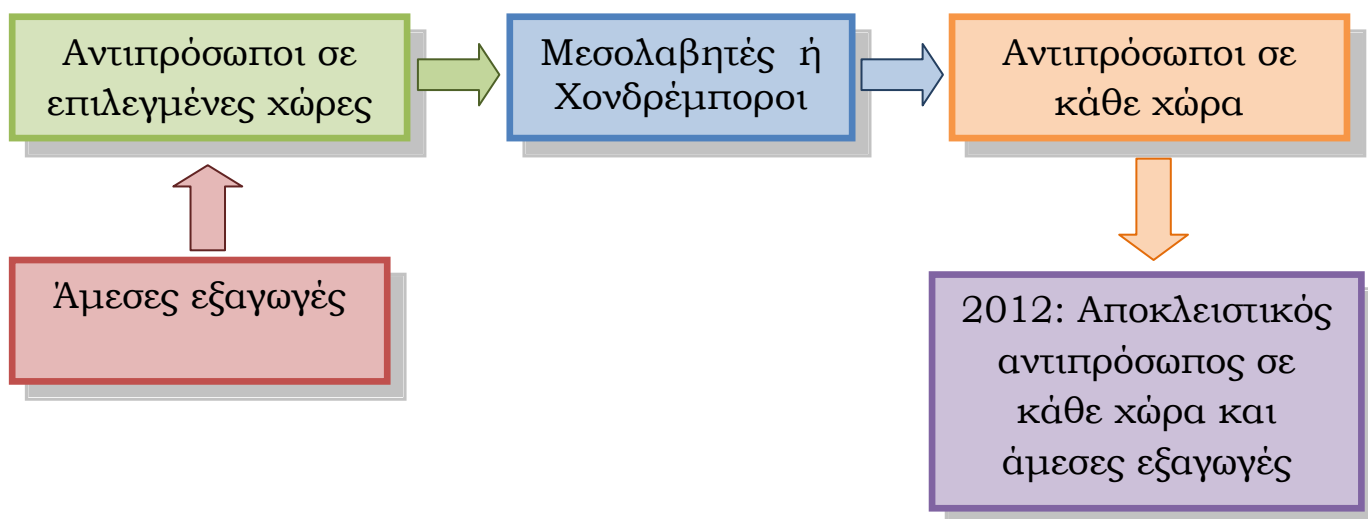 Αντιπρόσωποι σε
επιλεγμένες χώρες
Μεσολαβητές ή
Χονδρέμποροι
Αντιπρόσωποι σε
κάθε χώρα
Άμεσες εξαγωγές
2012: Αποκλειστικός
αντιπρόσωπος σε
κάθε χώρα και
άμεσες εξαγωγές